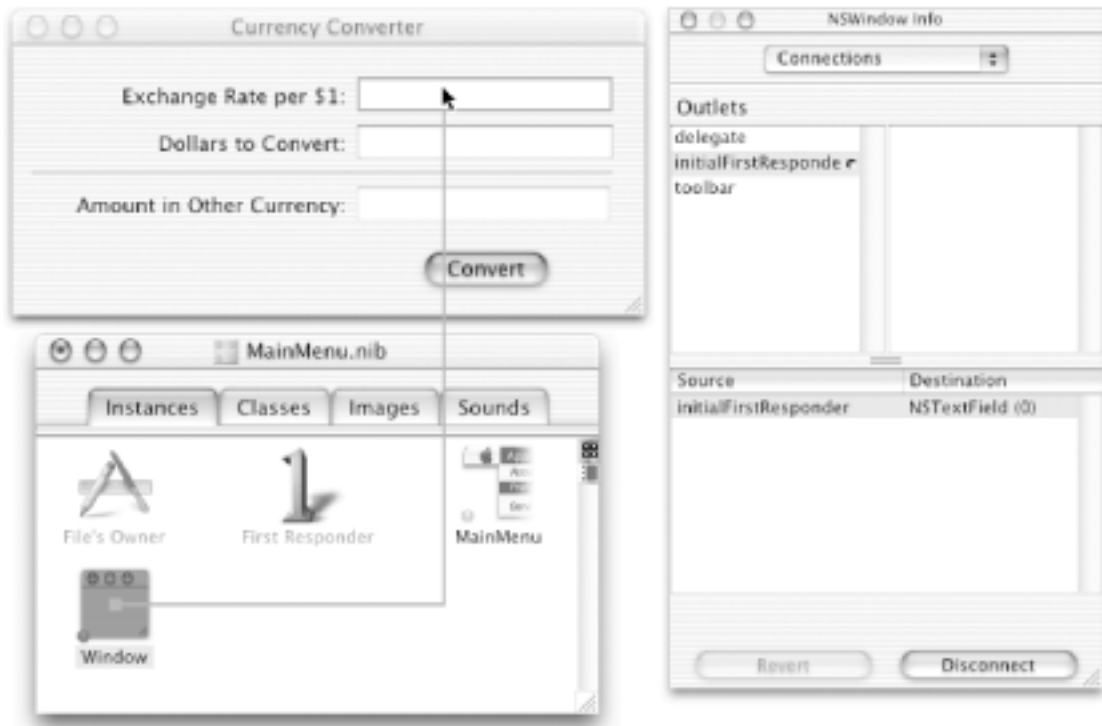 Currency Converter
Exchange Rate per $1:
Dollars to Convert:
Amount in Other Currency:
Convert
MainMenu.nib
Instances
Classes
Images
Sounds
File's Owner
First Responder
MainMenu
Window
NSWindow Info
Connections
Outlets
delegate
initialFirstResponde
toolbar
Source Destination
initialFirstResponder NSTextField (0)
Revert
Disconnect